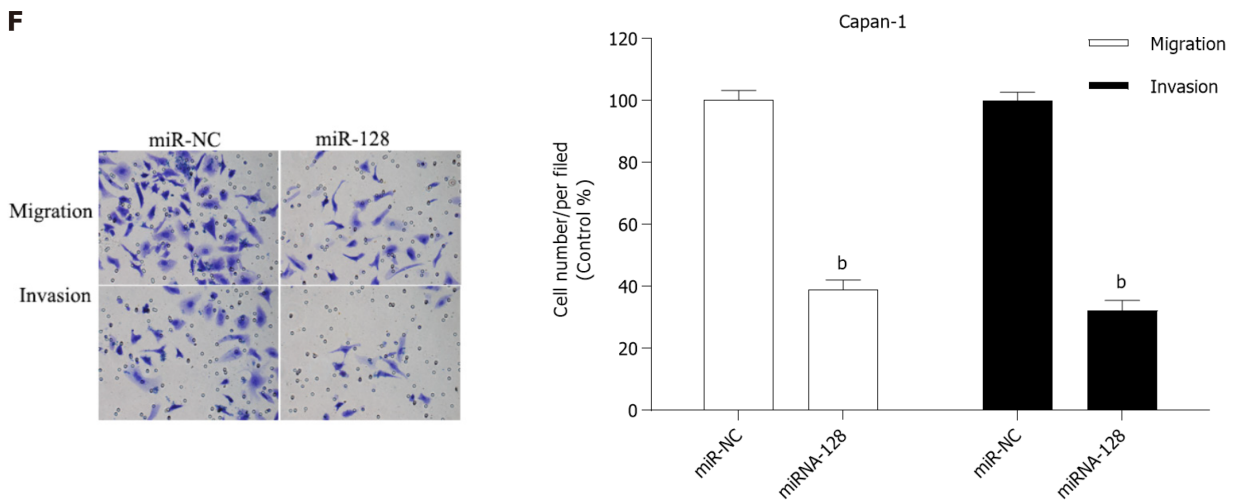 F
miR-NC miR-128
Migration
Invasion
Capan-1
Migration
Invasion
Cell number/per filed
(Control %)
120
100
80
60
40
20
0
b
b
miR-NC
miRNA-128
miR-NC
miRNA-128